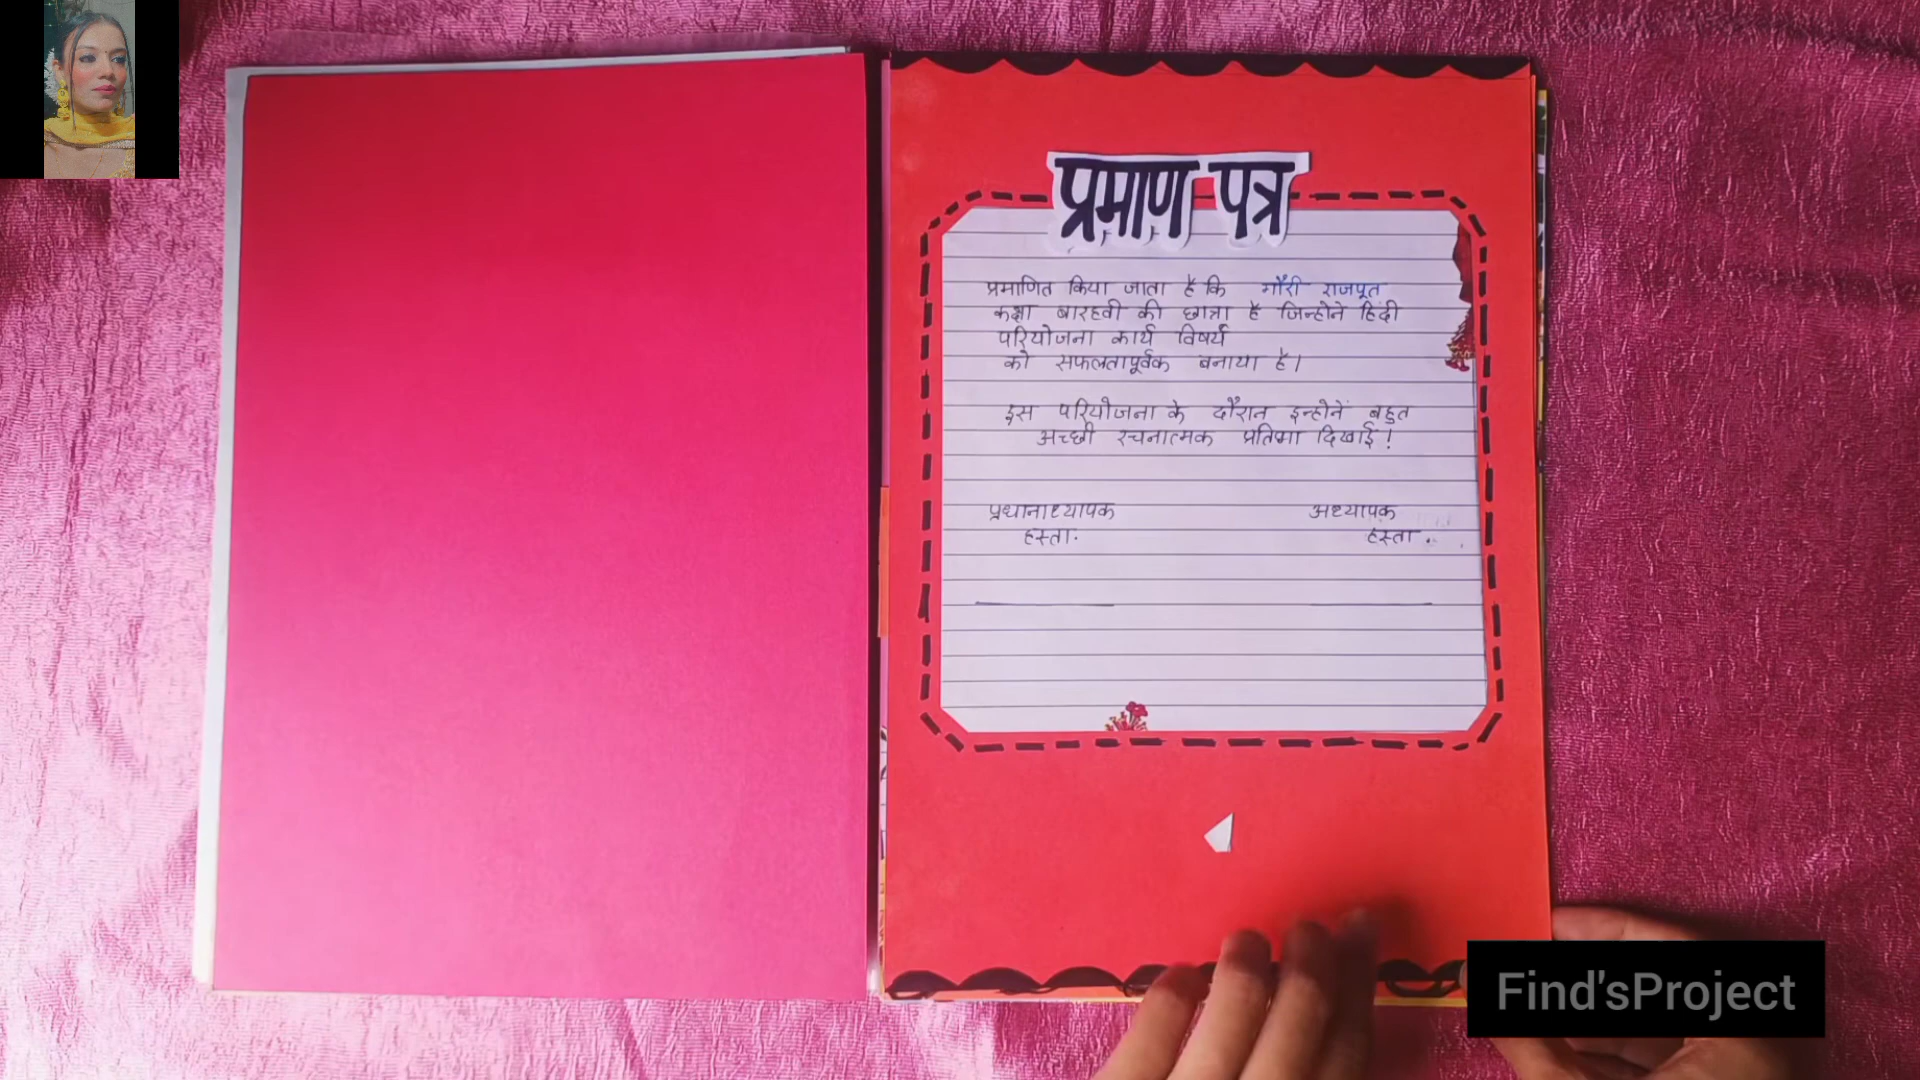 प्रमाण पत्र
प्रमाणित किया जाता है कि गौरी राजपूत
कक्षा बारहवी की छात्रा है जिन्होने हिंदी
परियोजना कार्य विषय
को सफलतापूर्वक बनाया है।
इस परियोजना के दौरान इन्होनें बहुत
अच्छी रचनात्मक प्रतिभा दिखाई!
प्रधानाध्यापक अध्यापक
हस्ता. हस्ता.
Find'sProject